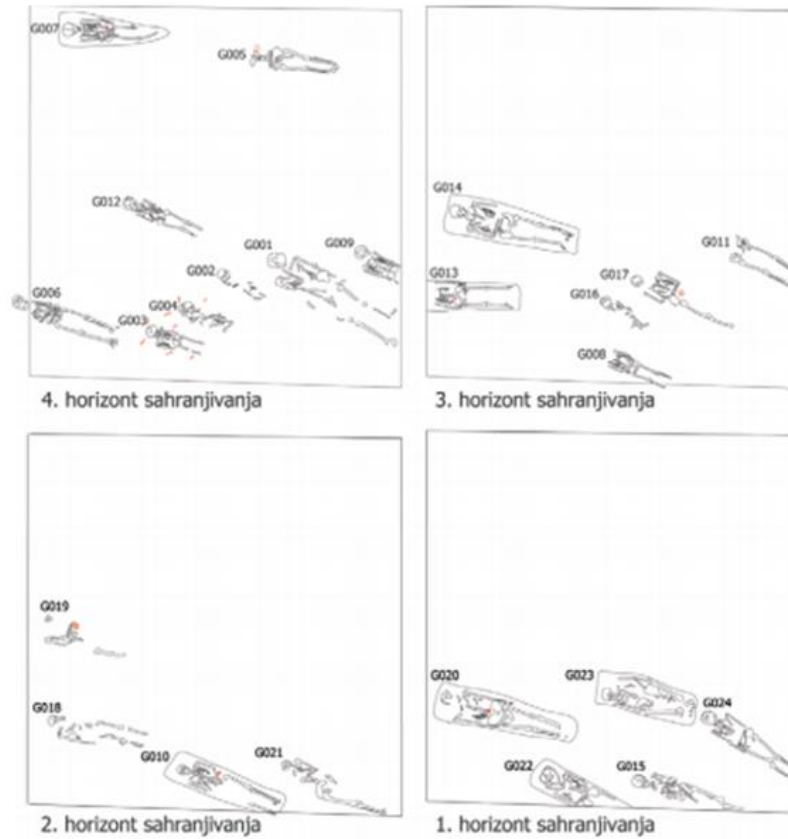 G007
G005
G012
G001
G009
G002
G006
G004
G003
4. horizont sahranjivanja
G014
G011
G013
G017
G016
G008
3. horizont sahranjivanja
G019
G018
G010
G021
2. horizont sahranjivanja
G020
G023
G024
G022
G015
1. horizont sahranjivanja